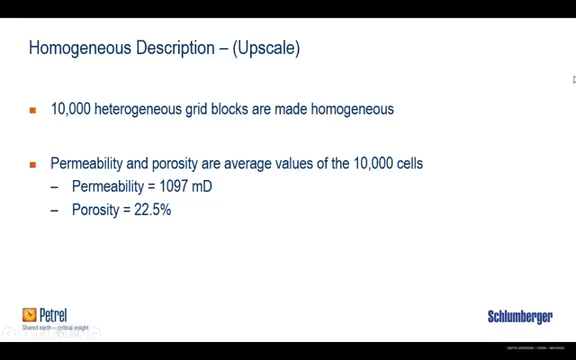 Homogeneous Description – (Upscale)
10,000 heterogeneous grid blocks are made homogeneous
Permeability and porosity are average values of the 10,000 cells
– Permeability = 1097 mD
– Porosity = 22.5%
Petrel
Shared earth—critical insight
Schlumberger